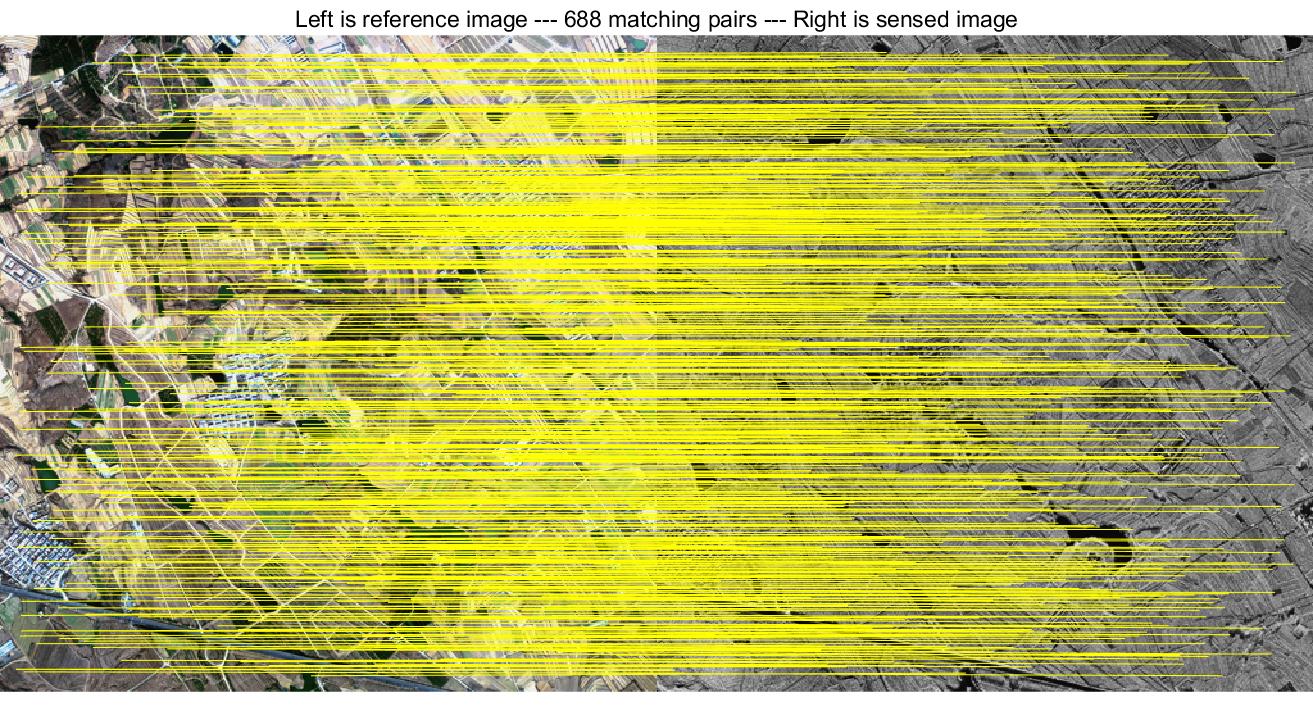 Left is reference image --- 688 matching pairs --- Right is sensed image